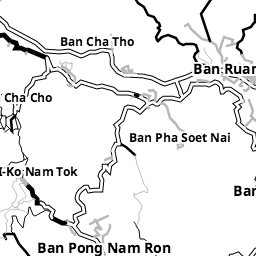 Ban Cha Tho
Ban Ruan
Cha Cho
Ban Pha Soet Nai
I-Ko Nam Tok
Ban
Ban Pong Nam Ron